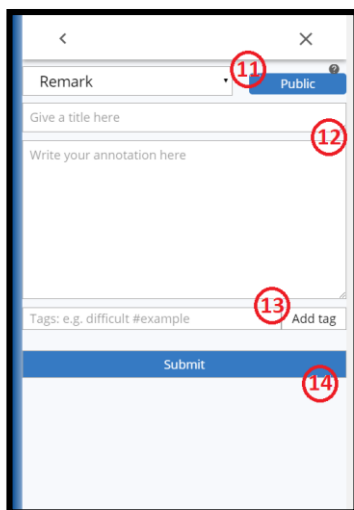 Remark
11
Public
Give a title here
12
Write your annotation here
13
Tags: e.g. difficult #example
Add tag
Submit
14